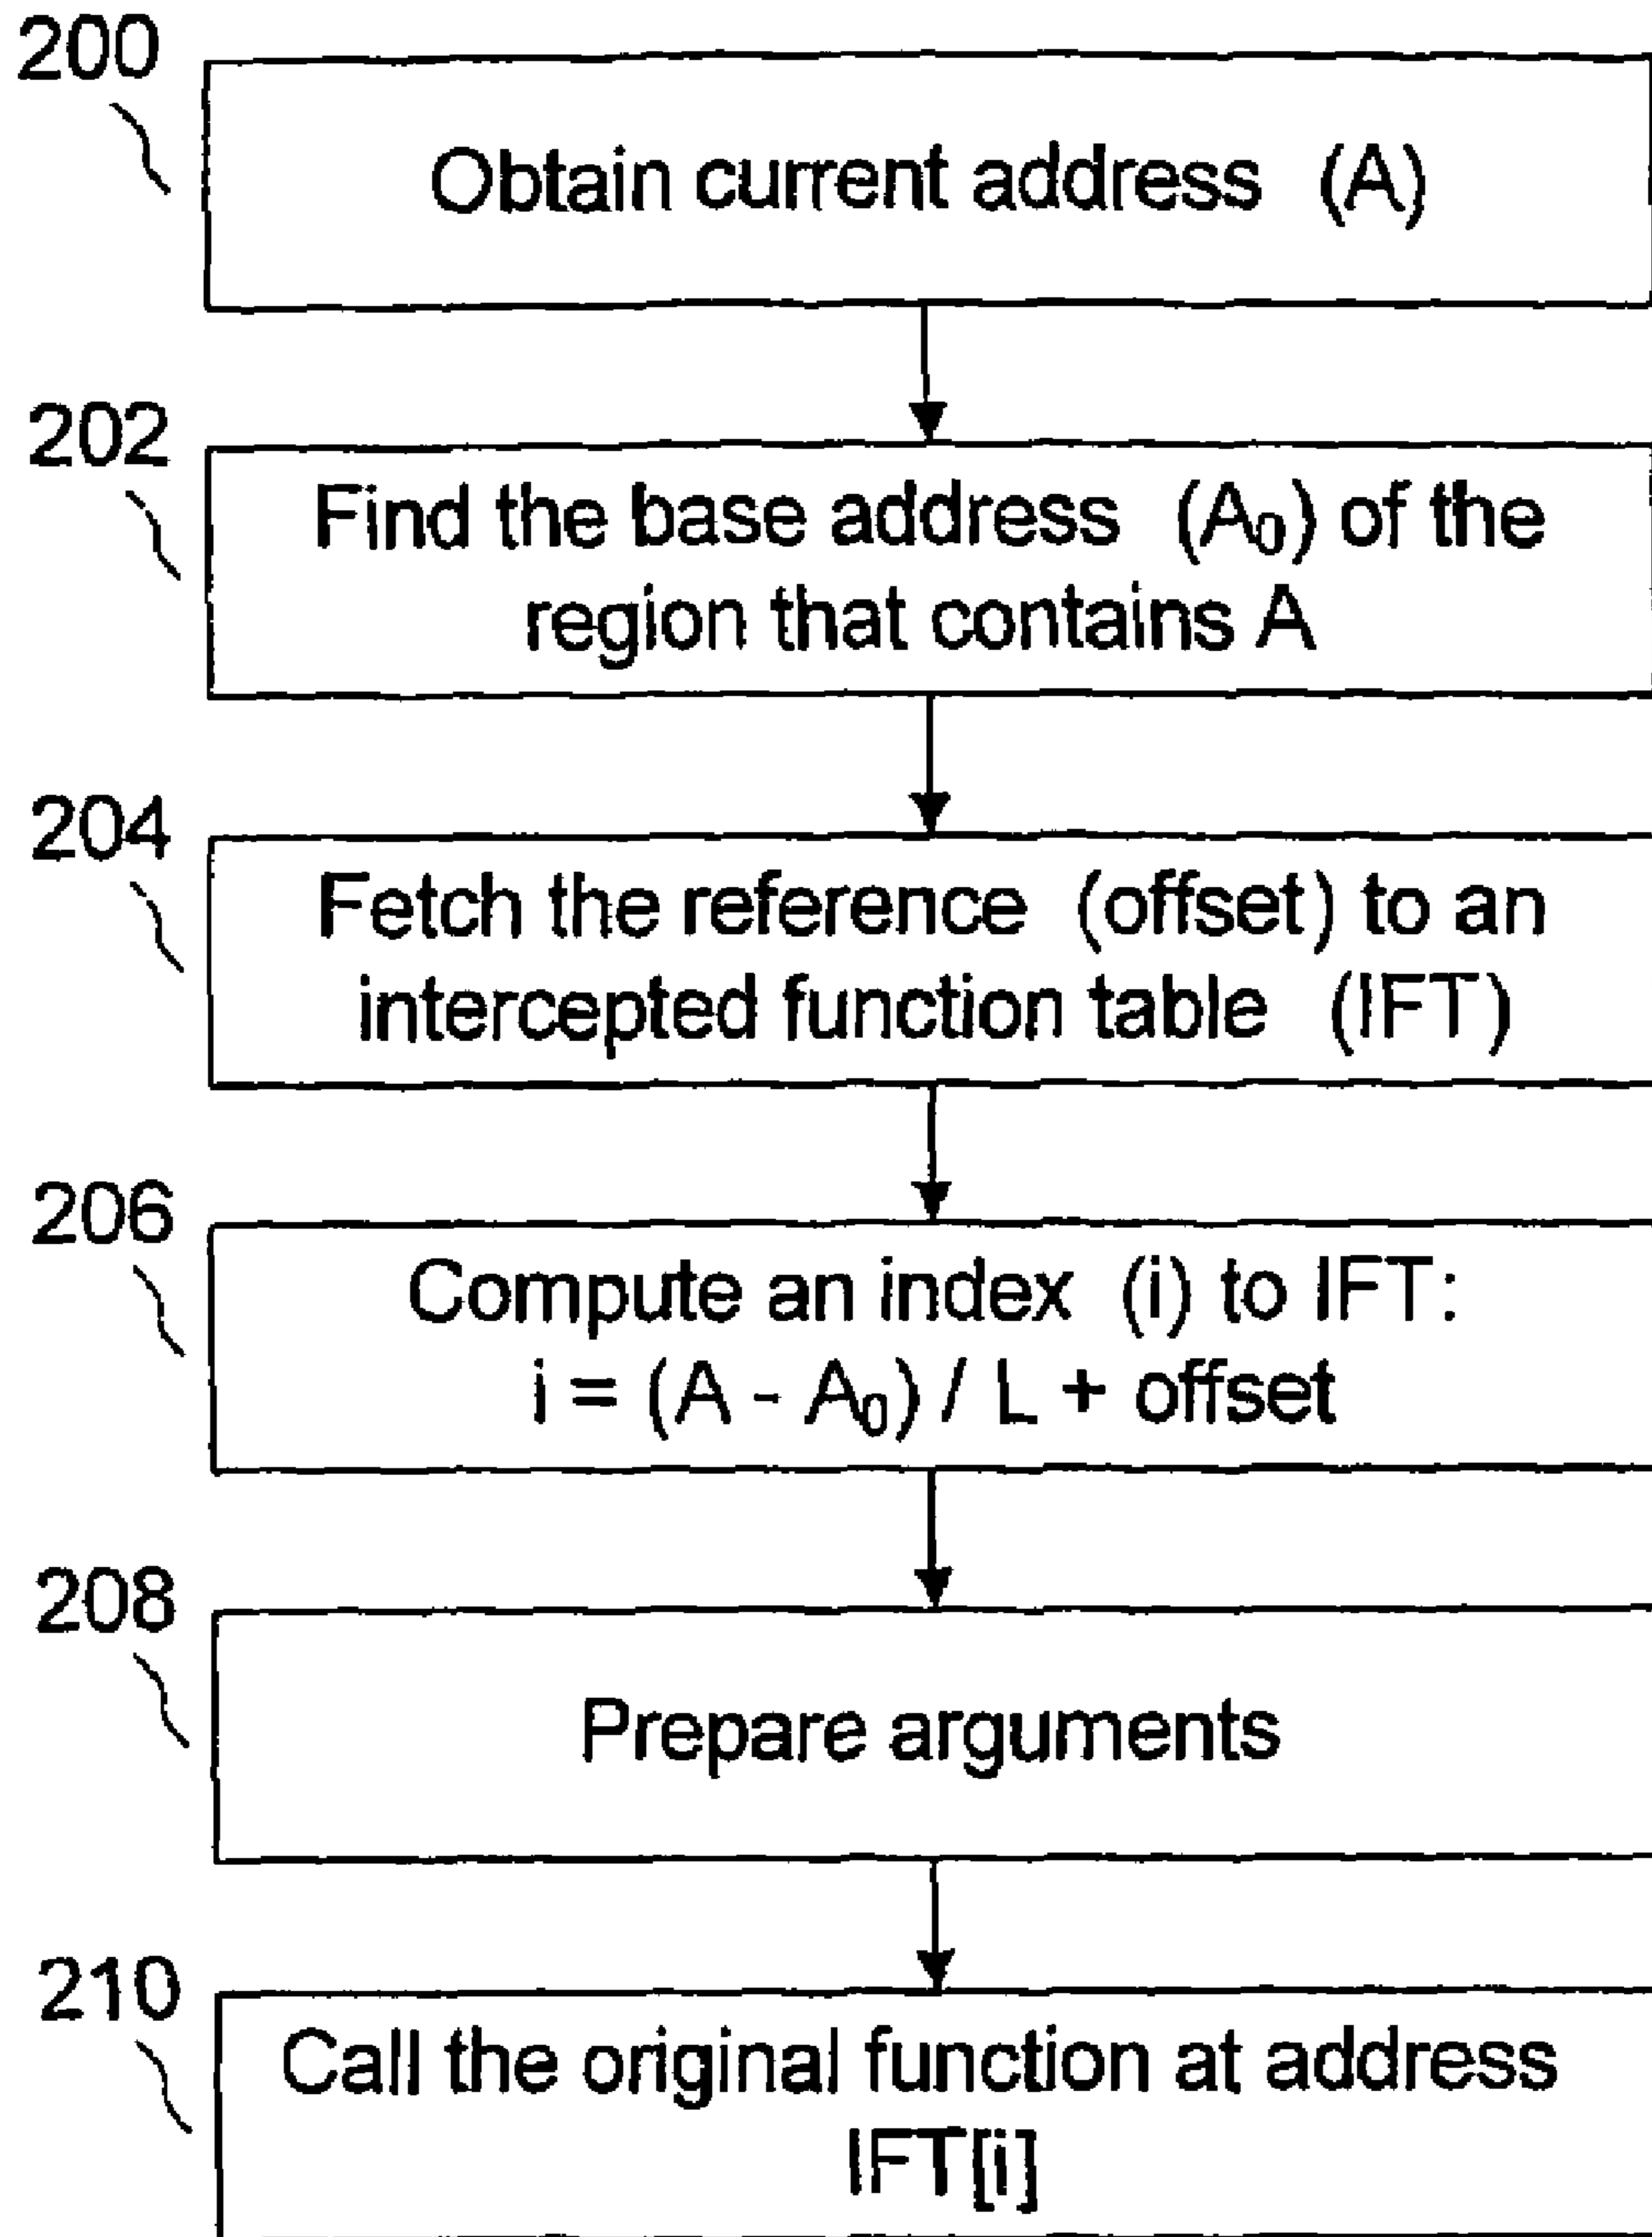 200
Obtain current address (A)
202
Find the base address (A₀) of the
region that contains A
204
Fetch the reference (offset) to an
intercepted function table (IFT)
206
Compute an index (i) to IFT:
i = (A - A₀) / L + offset
208
Prepare arguments
210
Call the original function at address
IFT[i]